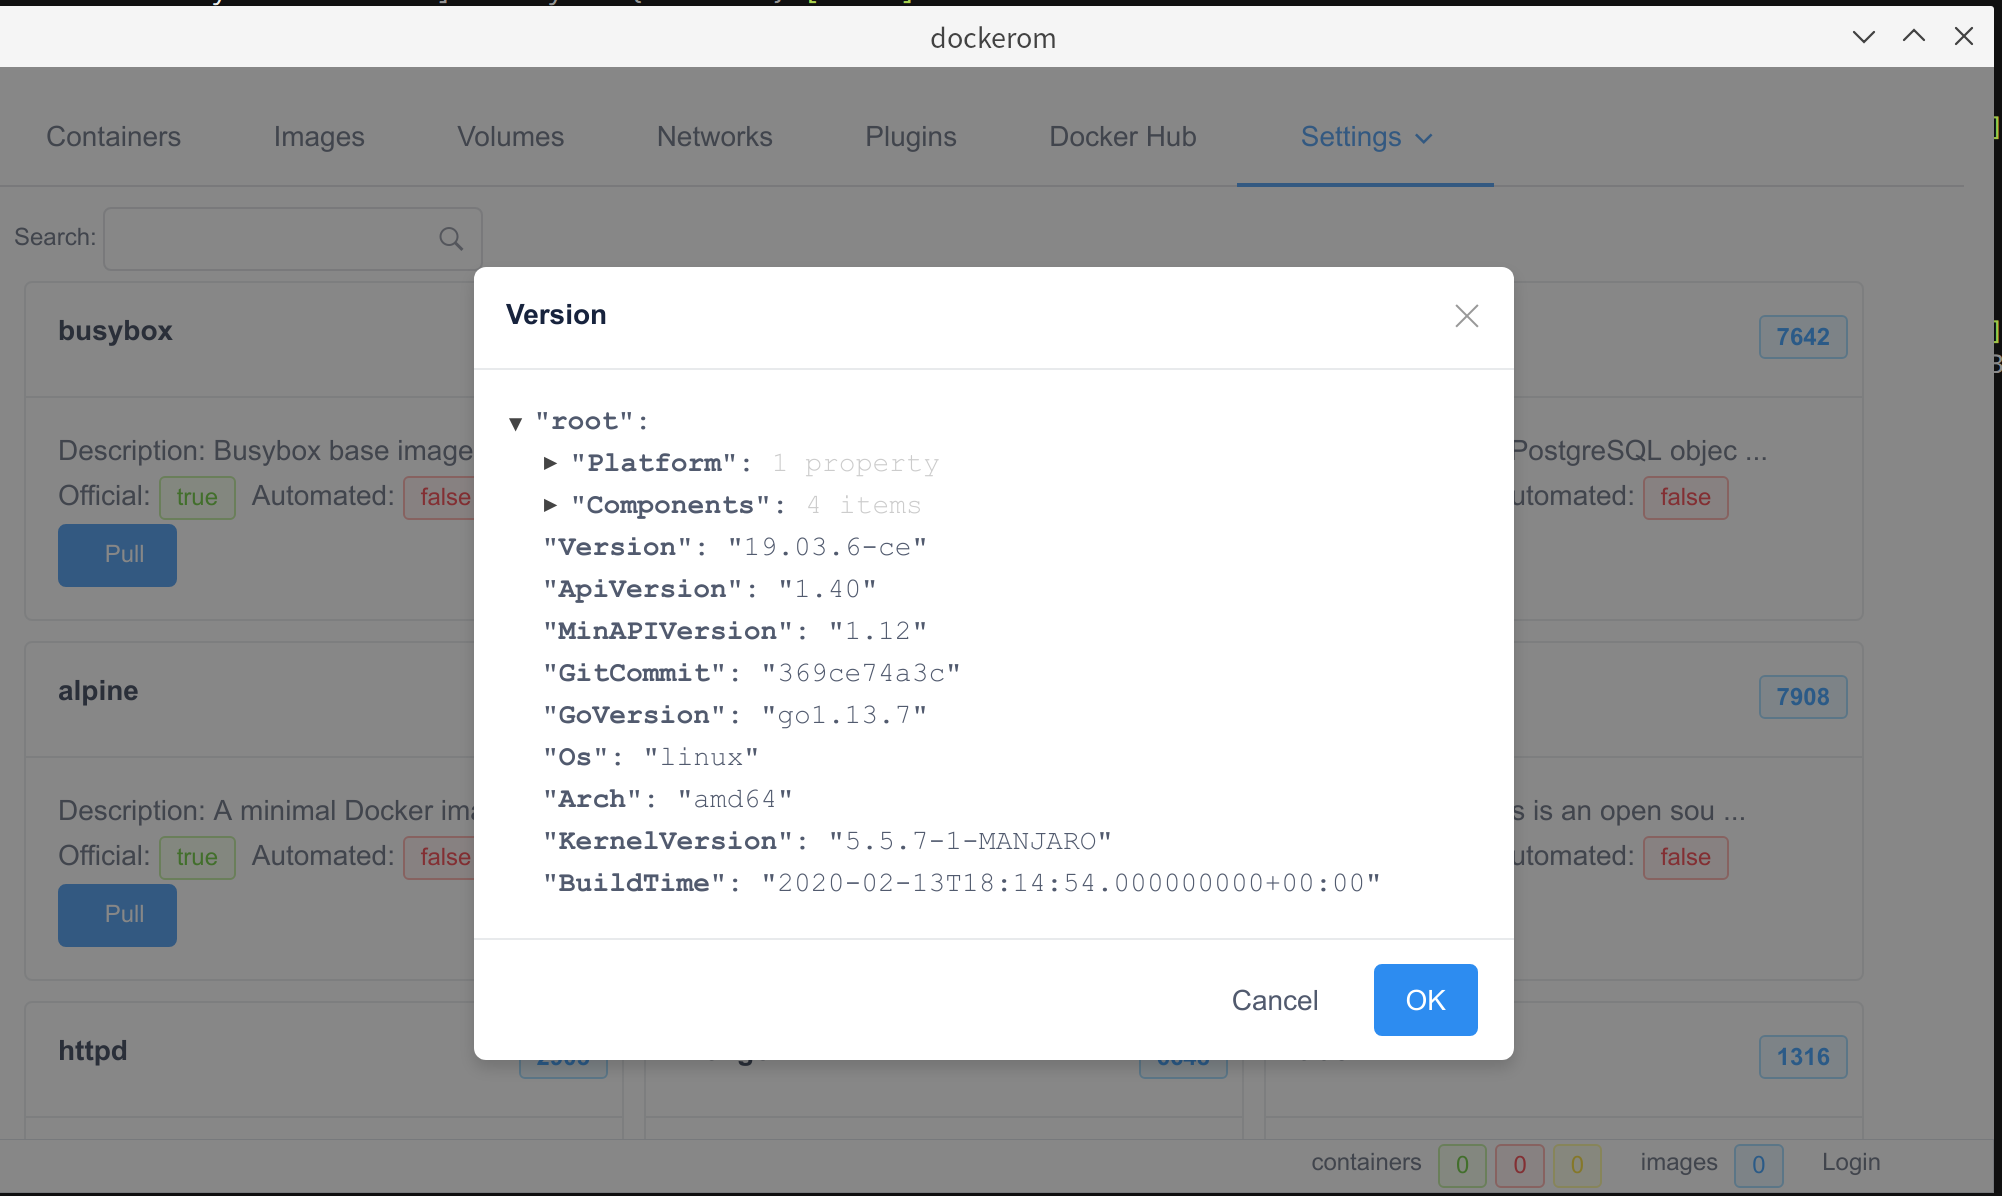 dockerom
Containers Images Volumes Networks Plugins Docker Hub Settings
Search:
busybox
7642
Description: Busybox base image
PostgreSQL objec ...
Official: true Automated: false
utomated: false
Pull
Version
▼ "root":
▶ "Platform": 1 property
▶ "Components": 4 items
"Version": "19.03.6-ce"
"ApiVersion": "1.40"
"MinAPIVersion": "1.12"
"GitCommit": "369ce74a3c"
"GoVersion": "go1.13.7"
"Os": "linux"
"Arch": "amd64"
"KernelVersion": "5.5.7-1-MANJARO"
"BuildTime": "2020-02-13T18:14:54.000000000+00:00"
Cancel OK
alpine
7908
Description: A minimal Docker ima
s is an open sou ...
Official: true Automated: false
utomated: false
Pull
httpd
1316
containers 0 0 0 images 0 Login